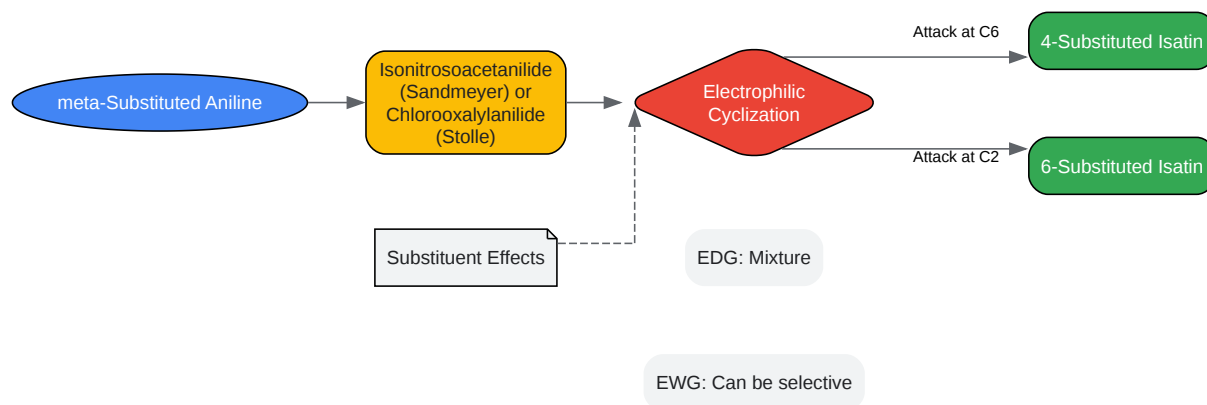 meta-Substituted Aniline
Isonitrosoacetanilide
(Sandmeyer) or
Chlorooxalylanilide
(Stolle)
Electrophilic
Cyclization
Attack at C6
4-Substituted Isatin
Attack at C2
6-Substituted Isatin
Substituent Effects
EDG: Mixture
EWG: Can be selective